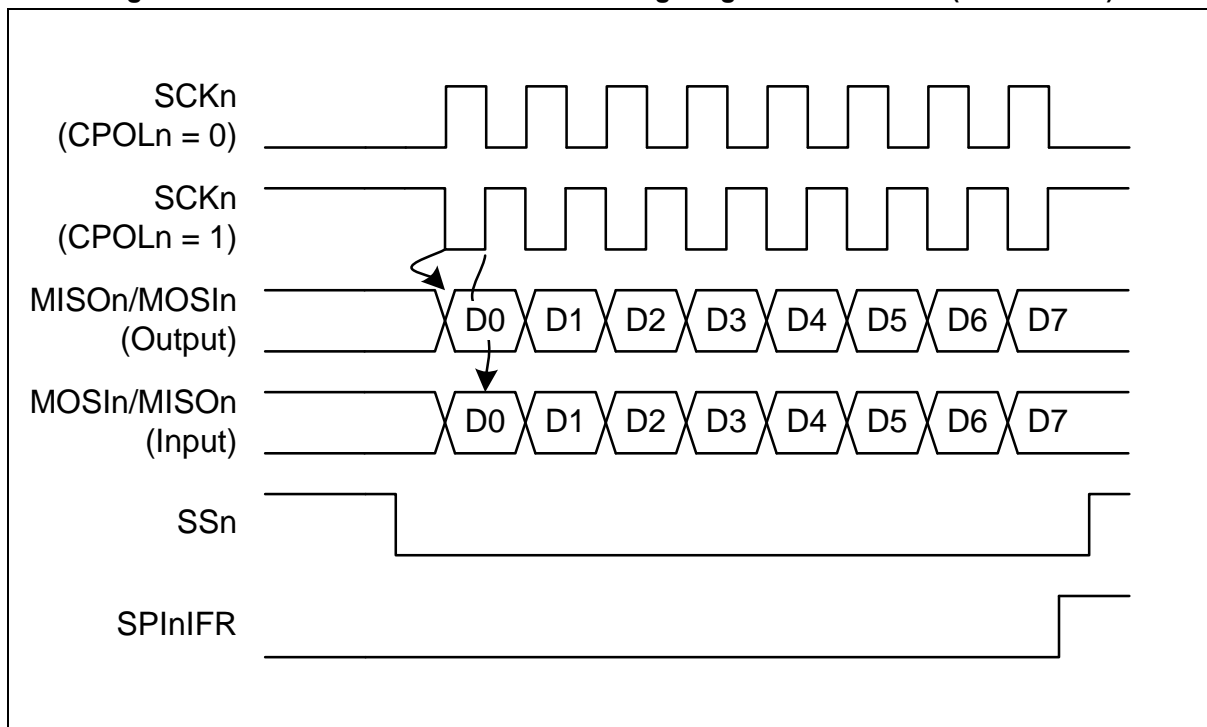 SCKn
(CPOLn = 0)
SCKn
(CPOLn = 1)
MISOn/MOSIn
(Output)
D0 D1 D2 D3 D4 D5 D6 D7
MOSIn/MISOn
(Input)
D0 D1 D2 D3 D4 D5 D6 D7
SSn
SPInIFR